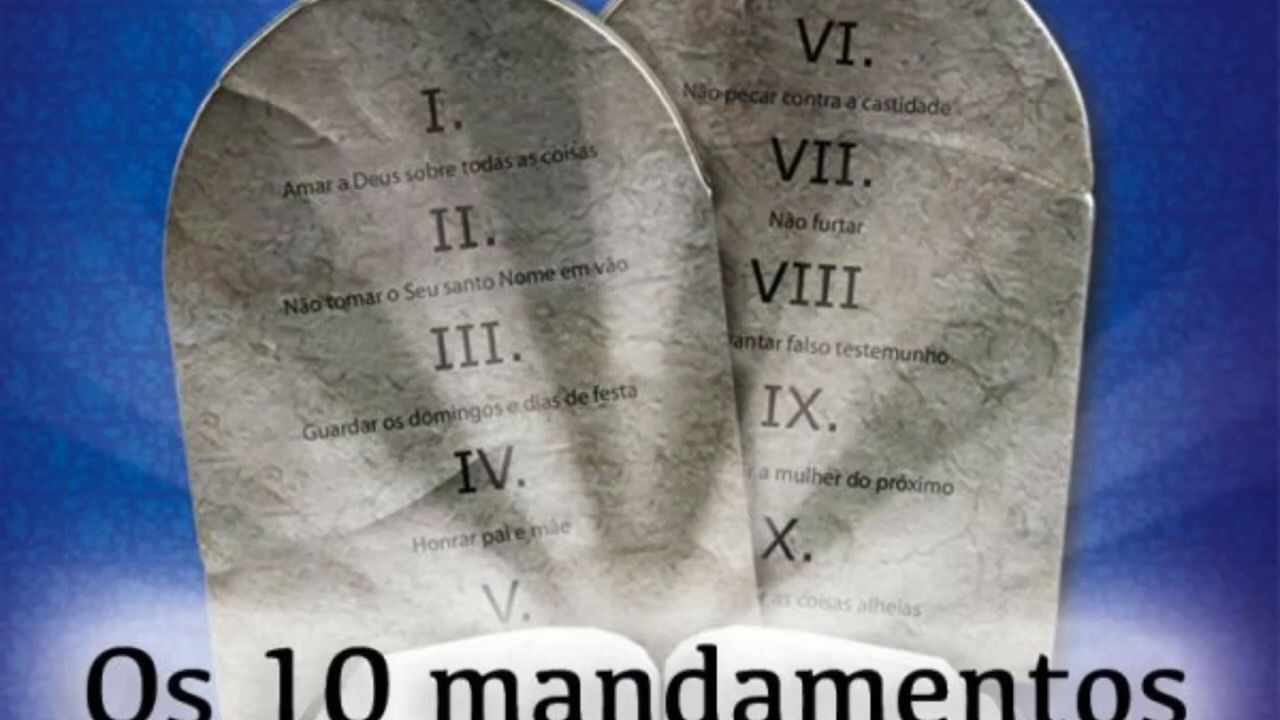 I.
Amar a Deus sobre todas as coisas
II.
Não tomar o Seu santo Nome em vão
III.
Guardar os domingos e dias de festa
IV.
Honrar pai e mãe
V.
VI.
Não pecar contra a castidade
VII.
Não furtar
VIII
falso testemunho
IX.
a mulher do próximo
X.
as coisas alheias
Os 10 mandamentos